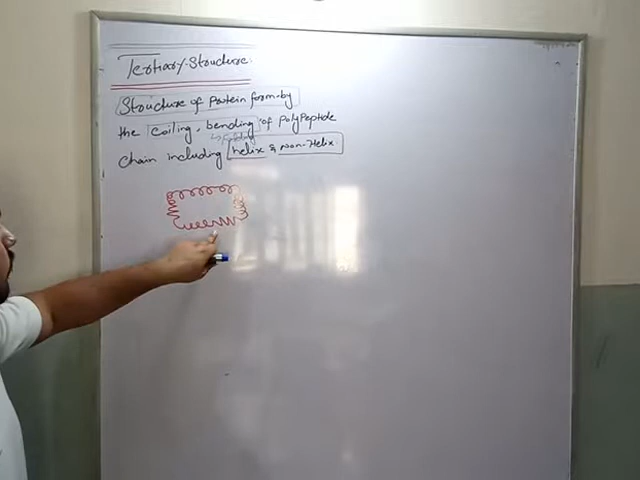 Tertiary-Structure.
Structure of protein form by
the coiling, bending of polypeptide
chain including helix & non-Helix.